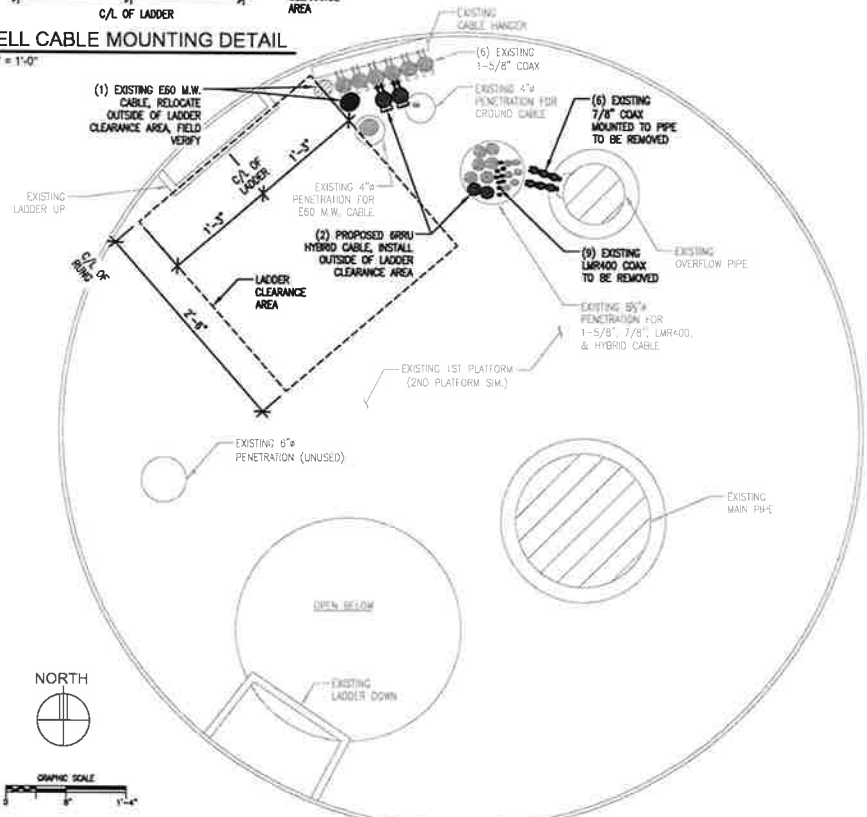 C/L OF LADDER
AREA
ELL CABLE MOUNTING DETAIL
" = 1'-0"
EXISTING
CABLE HANGER
(6) EXISTING
1-5/8" COAX
(1) EXISTING E60 M.W.
CABLE, RELOCATE
OUTSIDE OF LADDER
CLEARANCE AREA, FIELD
VERIFY
EXISTING 4"ø
PENETRATION FOR
GROUND CABLE
(6) EXISTING
7/8" COAX
MOUNTED TO PIPE
TO BE REMOVED
1'-3"
C/L OF
LADDER
1'-3"
EXISTING
LADDER UP
EXISTING 4"ø
PENETRATION FOR
E60 M.W. CABLE
(2) PROPOSED 6RRU
HYBRID CABLE, INSTALL
OUTSIDE OF LADDER
CLEARANCE AREA
(9) EXISTING
LMR400 COAX
TO BE REMOVED
EXISTING
OVERFLOW PIPE
C/L OF
RUNG
LADDER
CLEARANCE
AREA
2'-6"
EXISTING 8½"ø
PENETRATION FOR
1-5/8", 7/8", LMR400,
& HYBRID CABLE
EXISTING 1ST PLATFORM
(2ND PLATFORM SIM.)
EXISTING 6"ø
PENETRATION (UNUSED)
EXISTING
MAIN PIPE
OPEN BELOW
EXISTING
LADDER DOWN
NORTH
GRAPHIC SCALE
0 8" 1'-4"